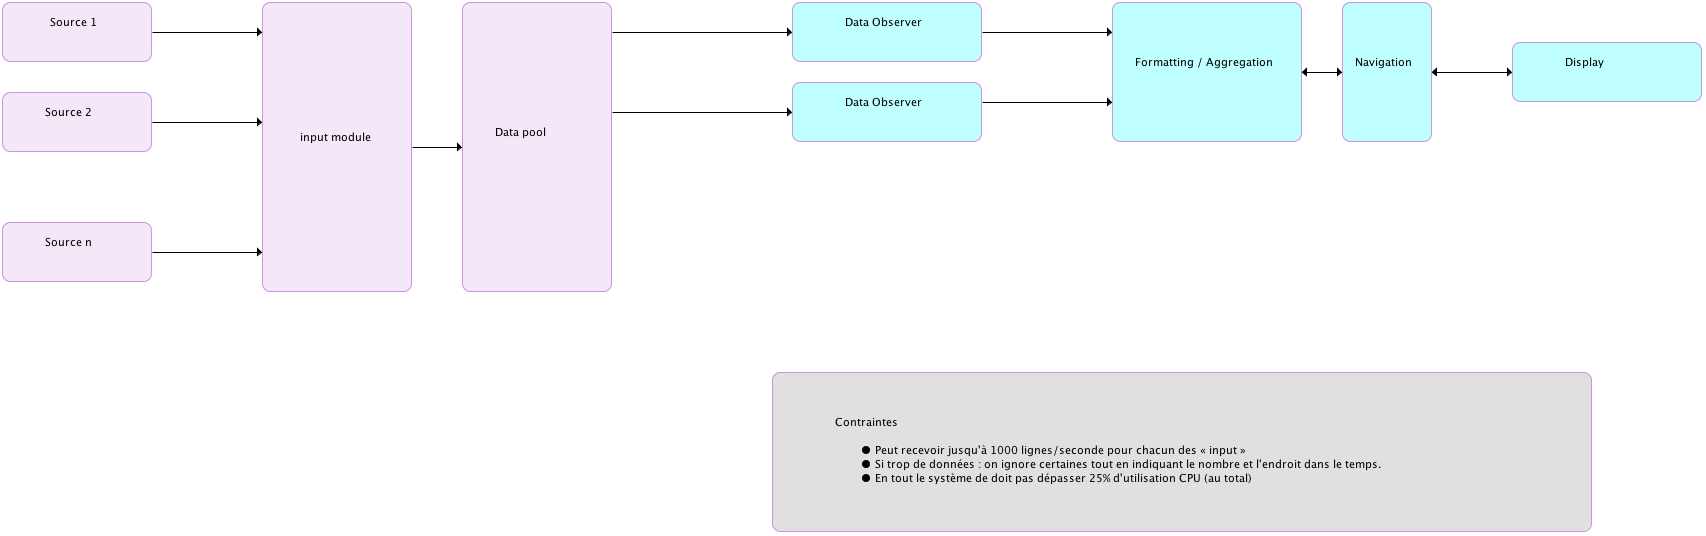 Source 1
Data Observer
Formatting / Aggregation
Navigation
Display
Source 2
Data Observer
input module
Data pool
Source n
Contraintes
● Peut recevoir jusqu'à 1000 lignes/seconde pour chacun des « input »
● Si trop de données : on ignore certaines tout en indiquant le nombre et l'endroit dans le temps.
● En tout le système de doit pas dépasser 25% d'utilisation CPU (au total)